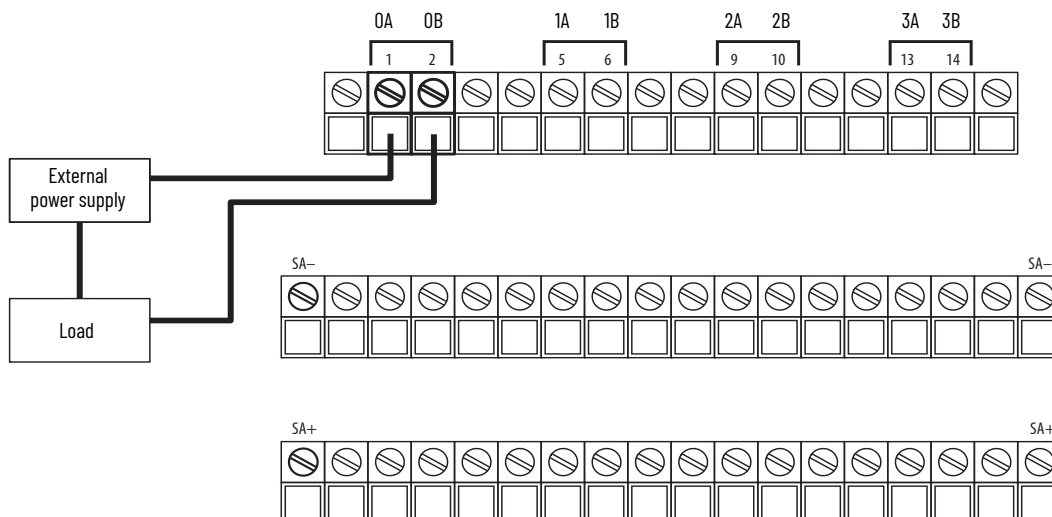 0A 0B 1A 1B 2A 2B 3A 3B
1 2 5 6 9 10 13 14
External
power supply
Load
SA– SA–
SA+ SA+